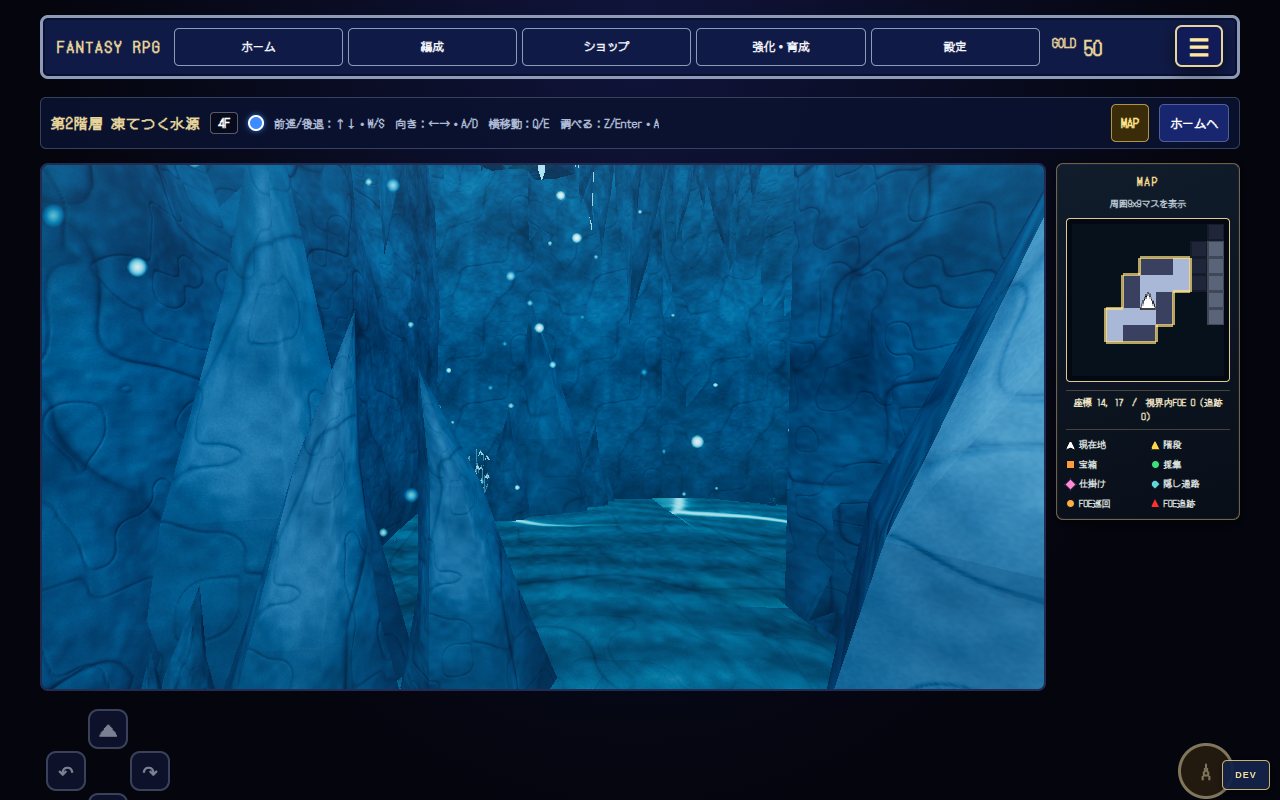 FANTASY RPG ホーム 編成 ショップ 強化・育成 設定 GOLD 50
第2階層 凍てつく水源 4F 前進/後退：↑↓・W/S 向き：←→・A/D 横移動：Q/E 調べる：Z/Enter・A MAP ホームへ
MAP
周囲9x9マスを表示
座標 14, 17 / 視界内FOE 0（追跡
0）
現在地 階段
宝箱 採集
仕掛け 隠し通路
FOE巡回 FOE追跡
A DEV